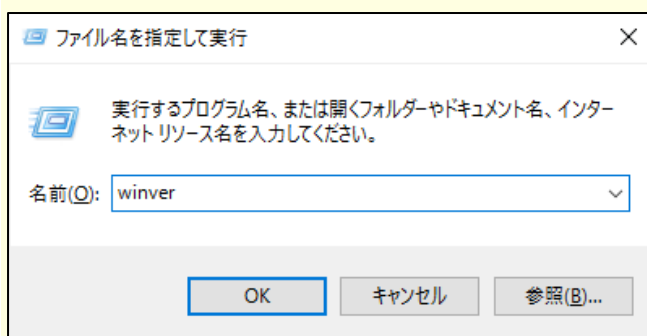 ファイル名を指定して実行
実行するプログラム名、または開くフォルダーやドキュメント名、インター
ネット リソース名を入力してください。
名前(O): winver
OK キャンセル 参照(B)...